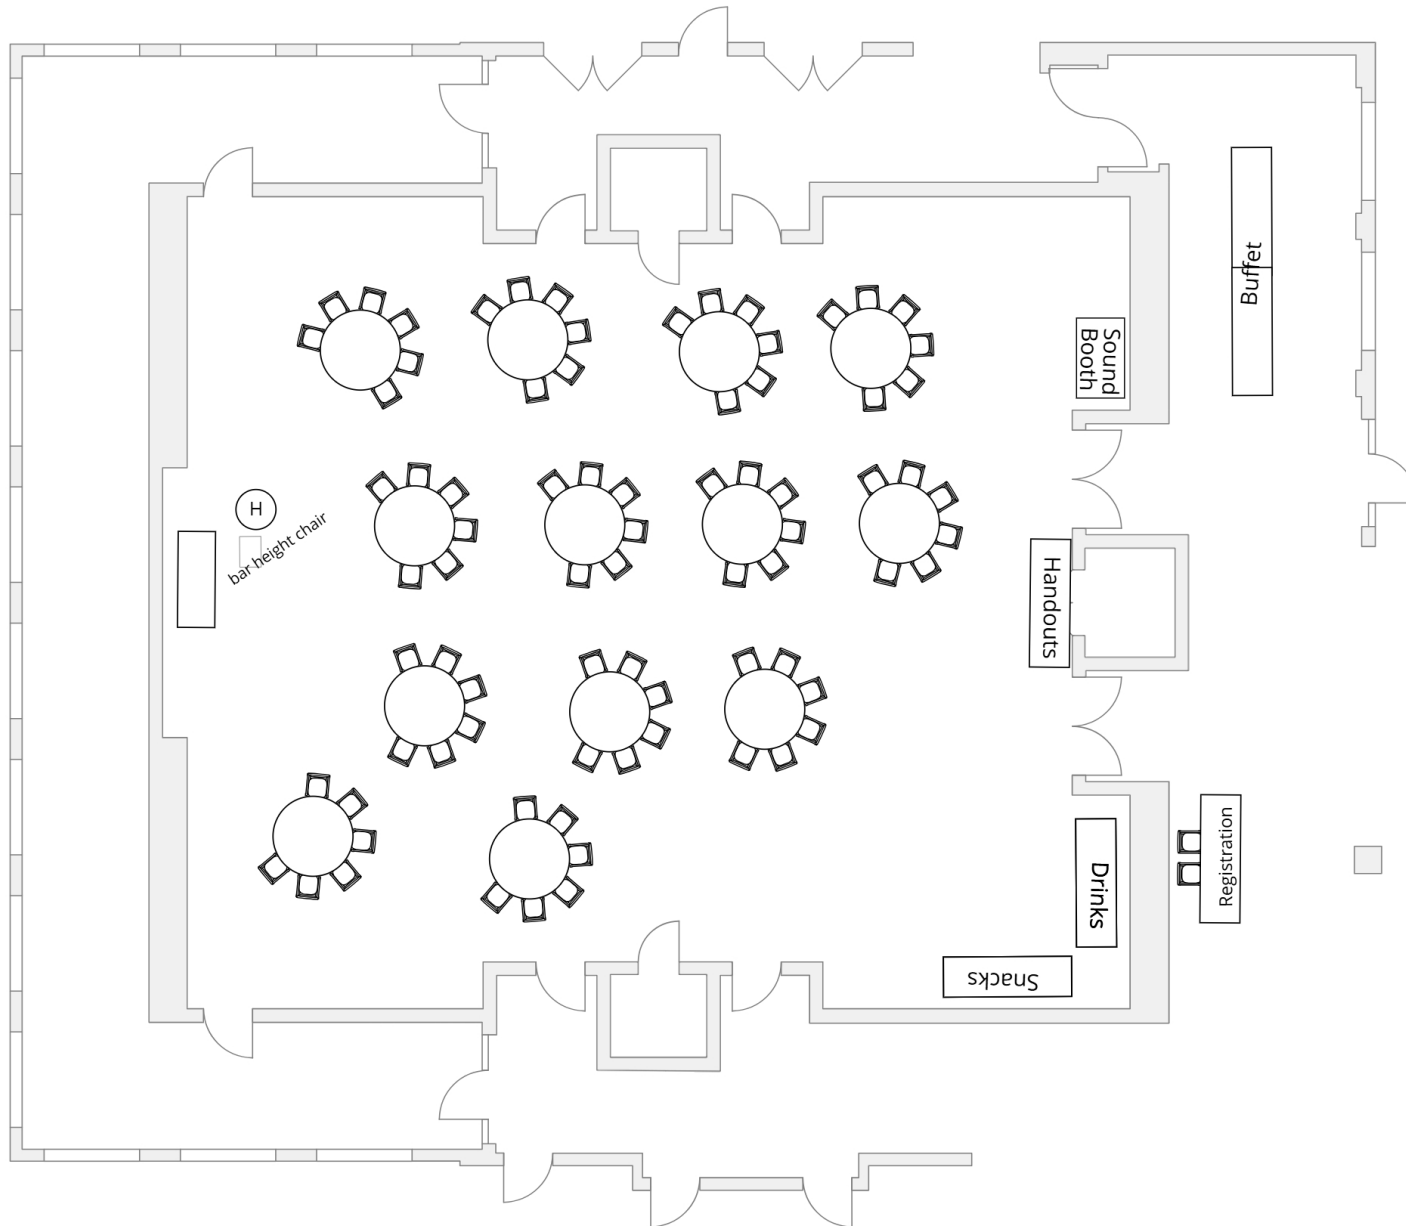 Buffet
Sound
Booth
H
bar height chair
Handouts
Registration
Drinks
Snacks